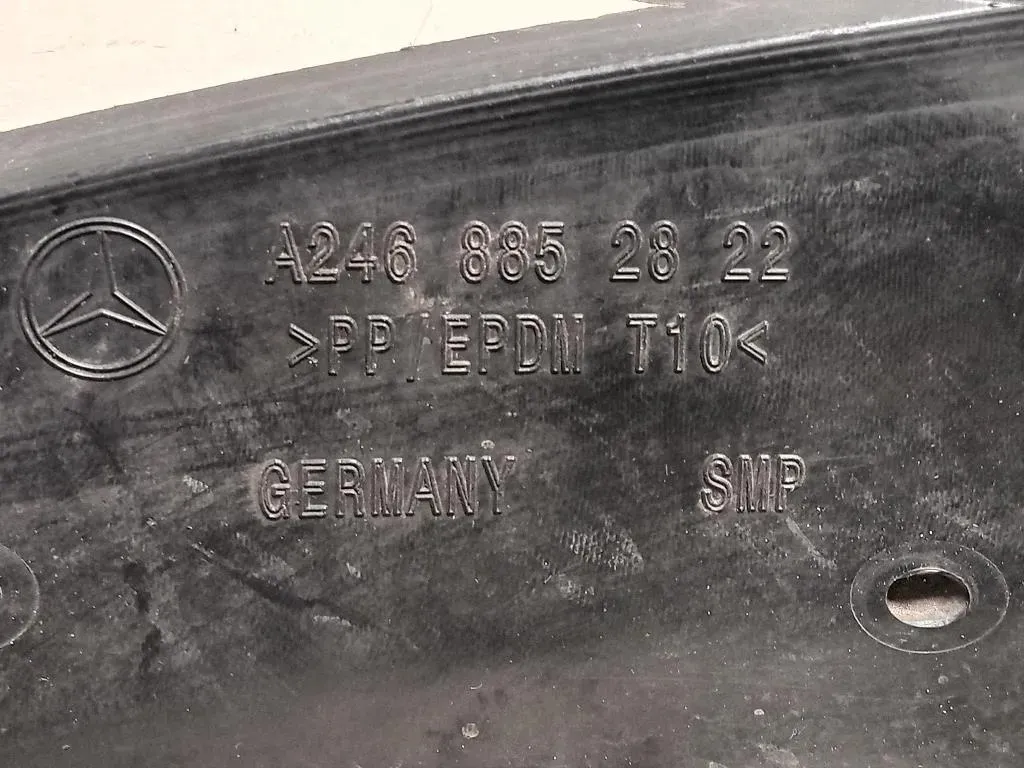 A246 885 28 22
>PP/EPDM T10<
GERMANY SMP